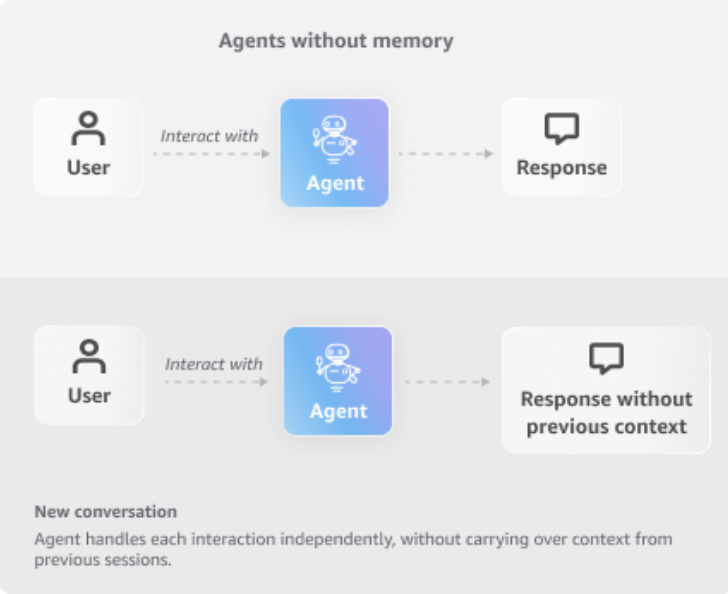 Agents without memory
User
Interact with
Agent
Response
User
Interact with
Agent
Response without
previous context
New conversation
Agent handles each interaction independently, without carrying over context from
previous sessions.